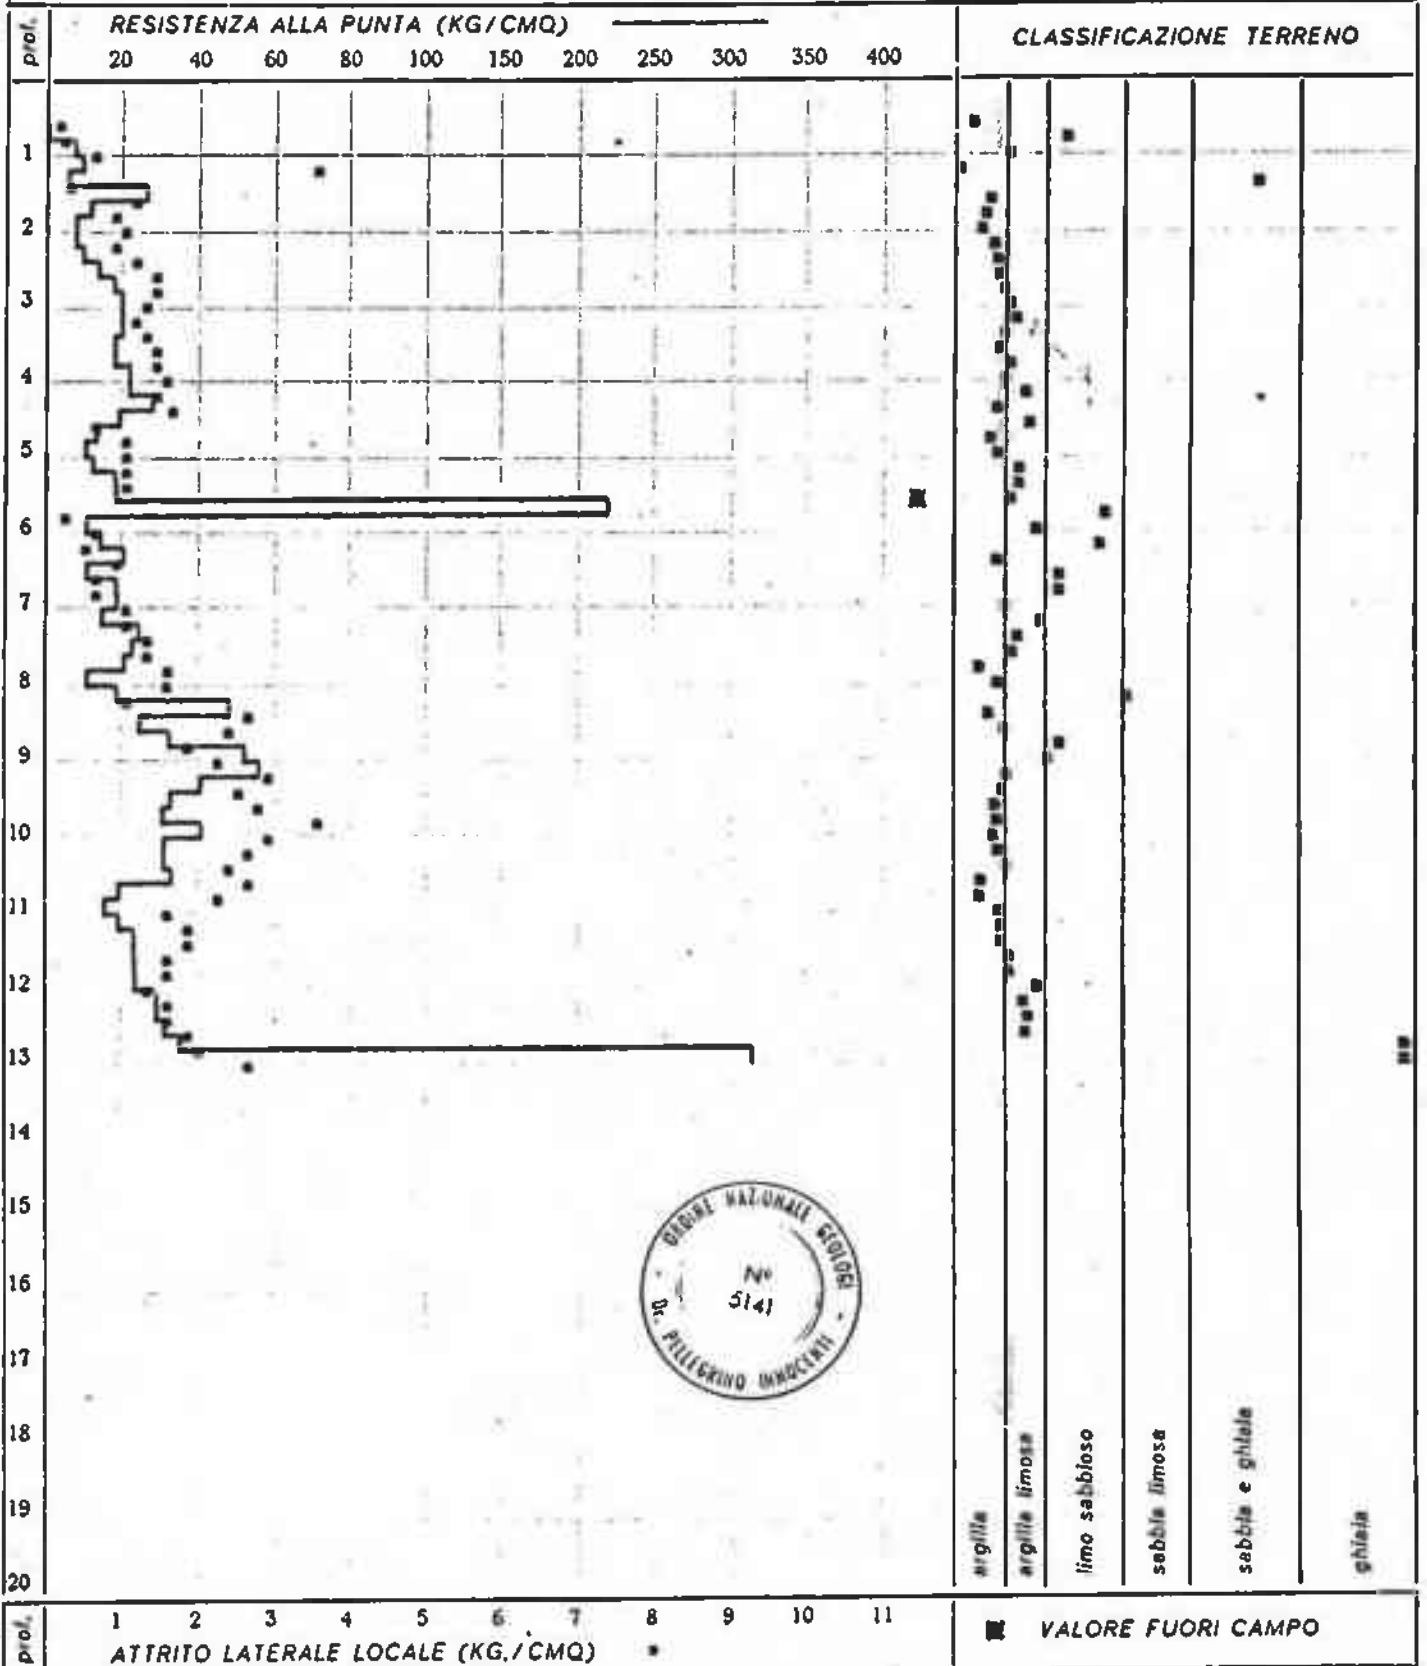 prof.
RESISTENZA ALLA PUNTA (KG/CMQ)
20 40 60 80 100 150 200 250 300 350 400
CLASSIFICAZIONE TERRENO
1
2
3
4
5
6
7
8
9
10
11
12
13
14
15
16
17
18
19
20
ORDINE NAZIONALE GEOLOGI
N°
5141
Dr. PELLEGRINO INNOCENTI
argilla
argilla limosa
limo sabbioso
sabbia limosa
sabbia e ghiaia
ghiaia
prof.
1 2 3 4 5 6 7 8 9 10 11
ATTRITO LATERALE LOCALE (KG./CMQ)
VALORE FUORI CAMPO